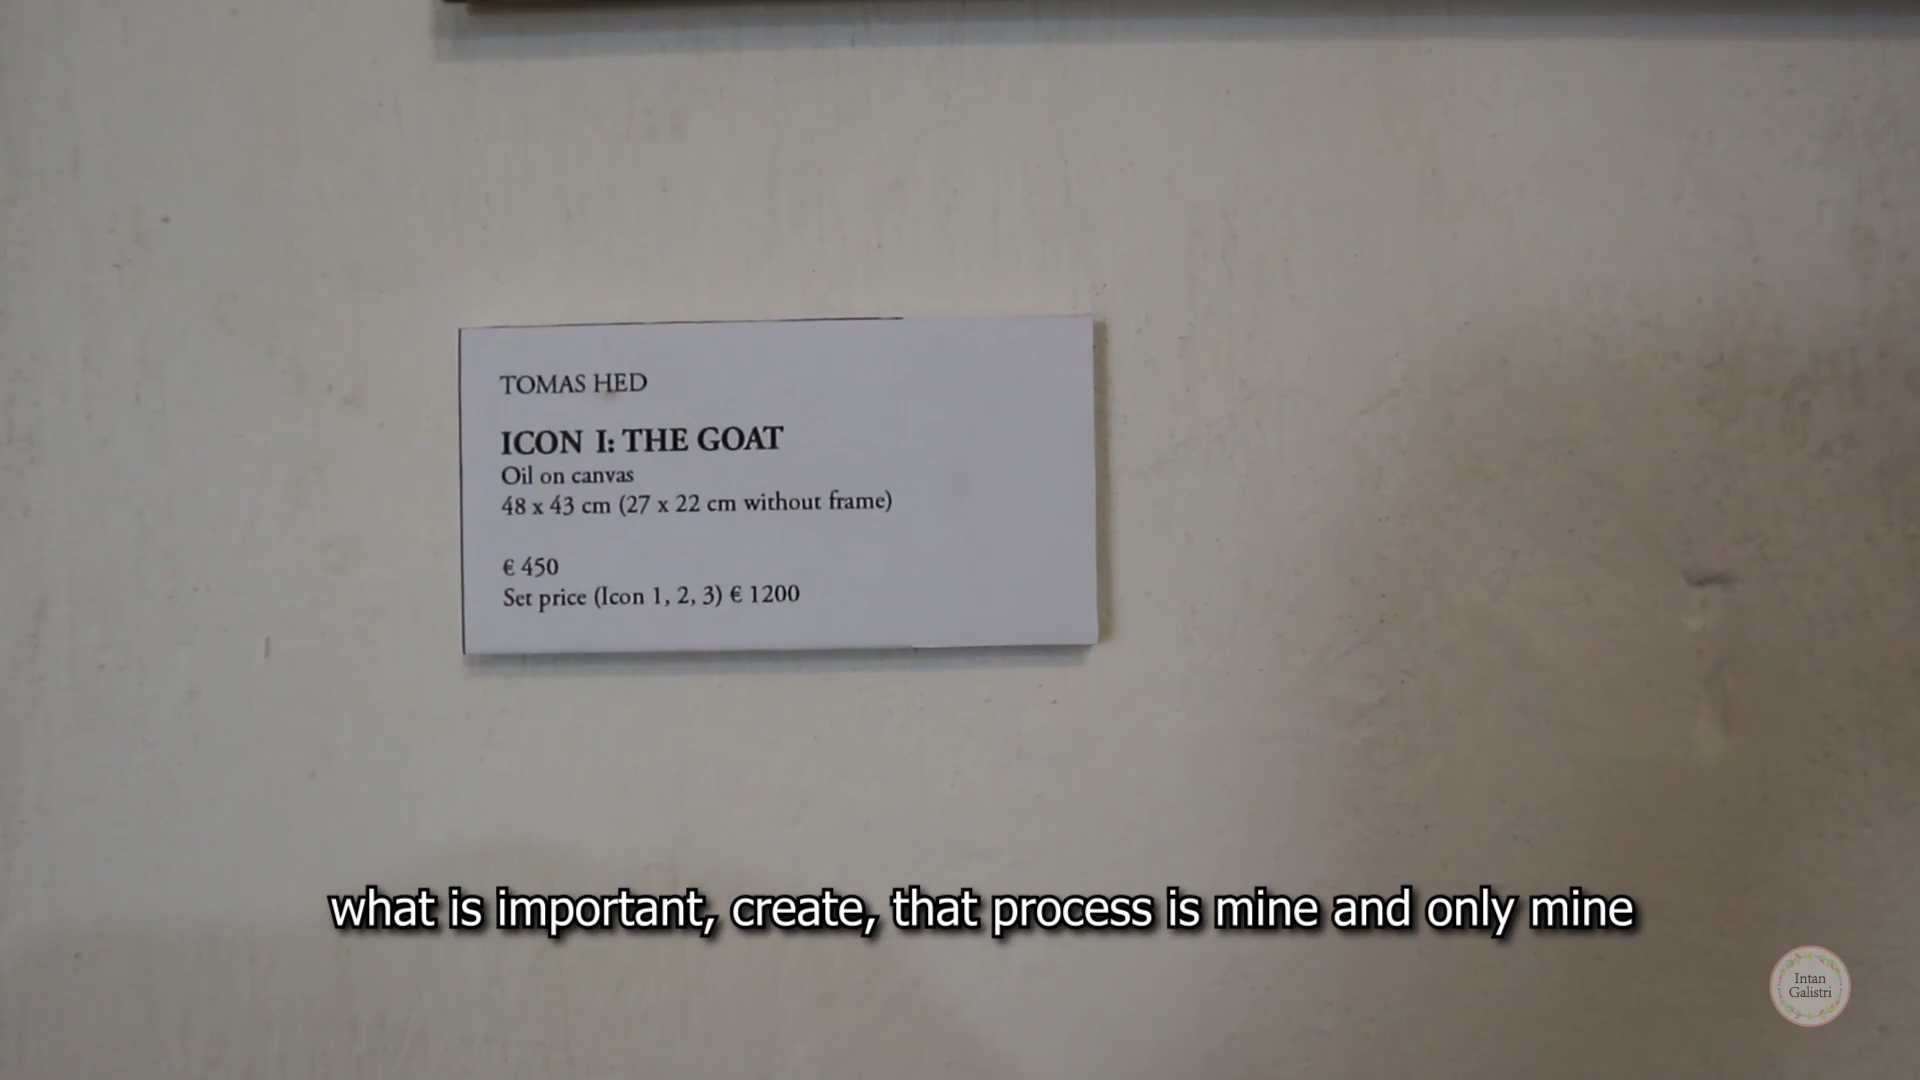 TOMAS HED
ICON I: THE GOAT
Oil on canvas
48 x 43 cm (27 x 22 cm without frame)
€ 450
Set price (Icon 1, 2, 3) € 1200
what is important, create, that process is mine and only mine
Intan
Galistri